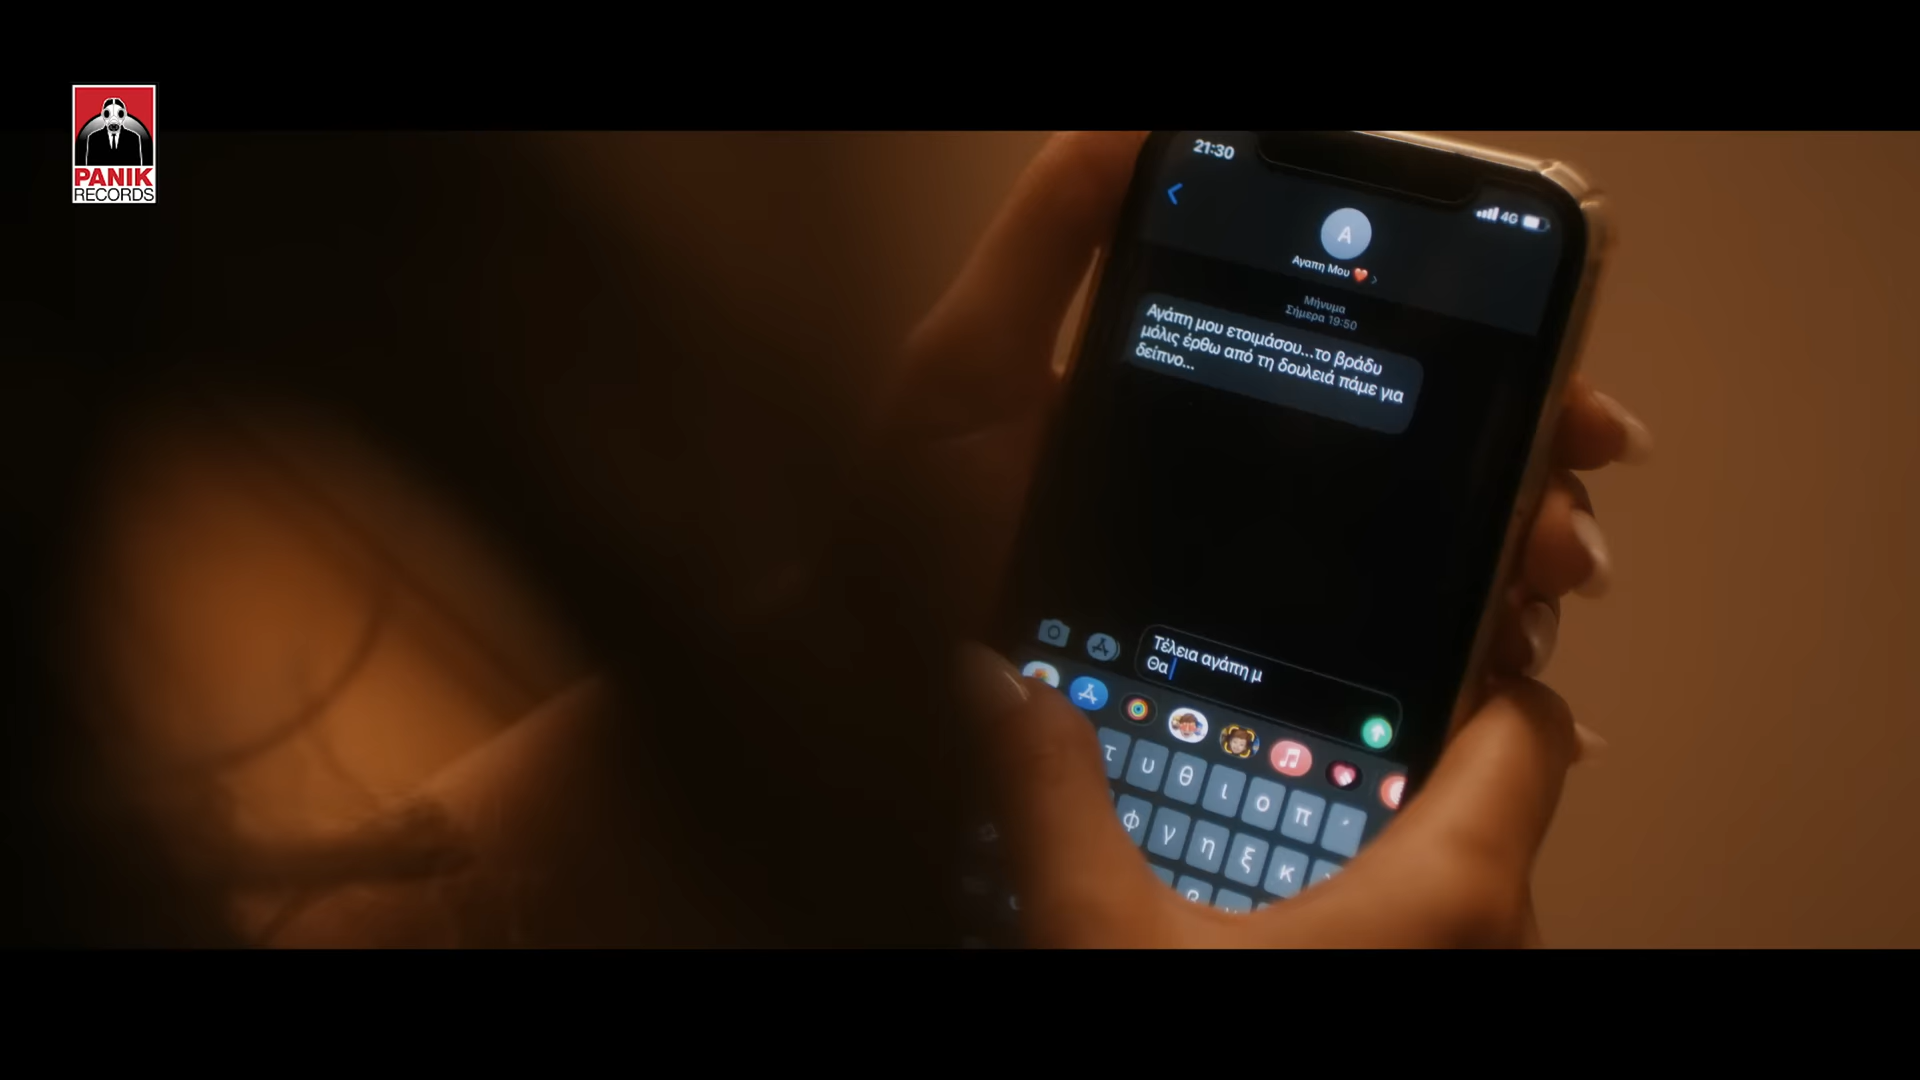 PANIK
RECORDS
21:30
4G
A
Αγαπη Μου ❤️ >
Μήνυμα
Σήμερα 19:50
Αγάπη μου ετοιμάσου...το βράδυ
μόλις έρθω από τη δουλειά πάμε για
δείπνο...
Τέλεια αγάπη μ
Θα
τ υ θ ι ο π ΄
φ γ η ξ κ
β